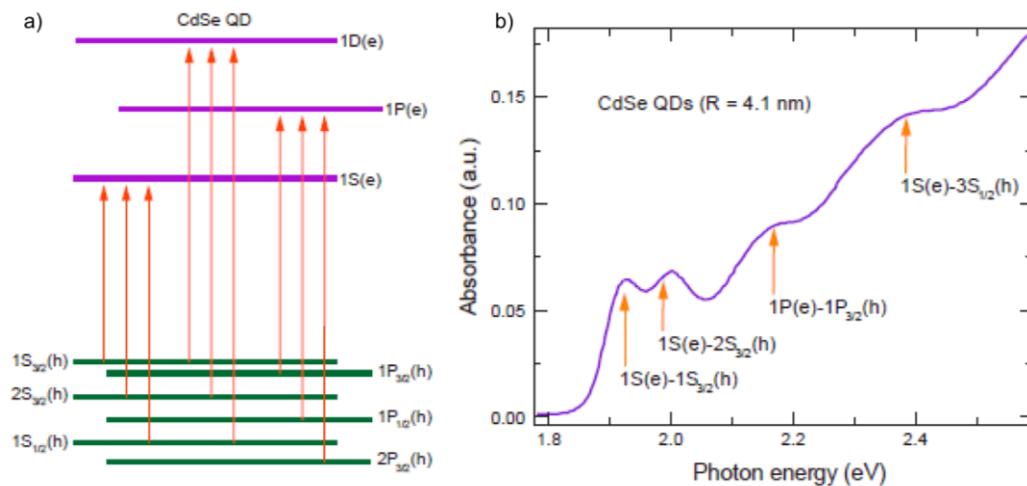 a)
CdSe QD
1D(e)
1P(e)
1S(e)
1S3/2(h)
1P3/2(h)
2S3/2(h)
1P1/2(h)
1S1/2(h)
2P3/2(h)
b)
Absorbance (a.u.)
0.15
0.10
0.05
0.00
CdSe QDs (R = 4.1 nm)
1S(e)-3S1/2(h)
1P(e)-1P3/2(h)
1S(e)-2S3/2(h)
1S(e)-1S3/2(h)
1.8 2.0 2.2 2.4
Photon energy (eV)